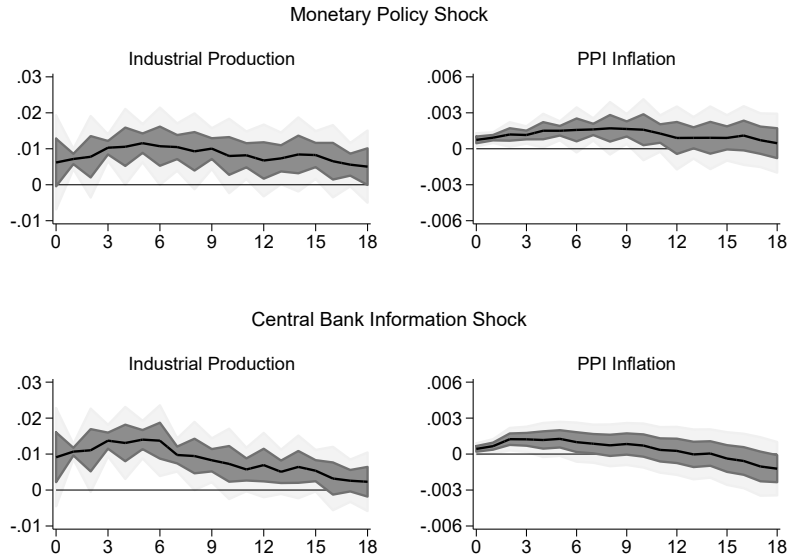 Monetary Policy Shock
Industrial Production
.03
.02
.01
0
-.01
0 3 6 9 12 15 18
PPI Inflation
.006
.003
0
-.003
-.006
0 3 6 9 12 15 18
Central Bank Information Shock
Industrial Production
.03
.02
.01
0
-.01
0 3 6 9 12 15 18
PPI Inflation
.006
.003
0
-.003
-.006
0 3 6 9 12 15 18